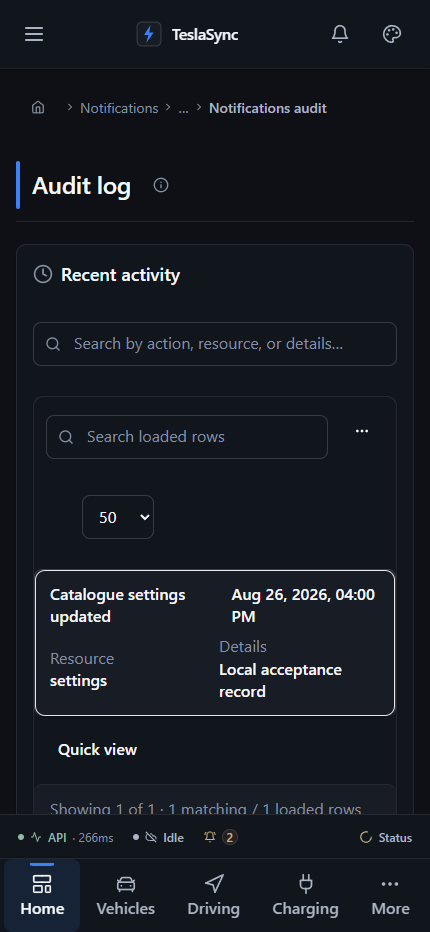 TeslaSync
Notifications > ... > Notifications audit
Audit log
Recent activity
Search by action, resource, or details...
Search loaded rows
...
50
Catalogue settings updated
Aug 26, 2026, 04:00 PM
Resource
settings
Details
Local acceptance record
Quick view
Showing 1 of 1 · 1 matching / 1 loaded rows
API · 266ms
Idle
2
Status
Home
Vehicles
Driving
Charging
More